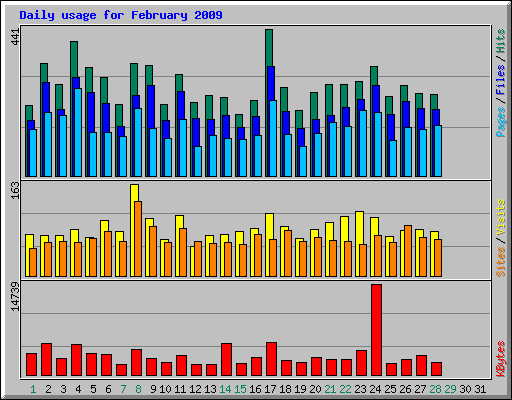 Daily usage for February 2009
441
Pages / Files / Hits
163
Sites / Visits
14739
KBytes
1 2 3 4 5 6 7 8 9 10 11 12 13 14 15 16 17 18 19 20 21 22 23 24 25 26 27 28 29 30 31